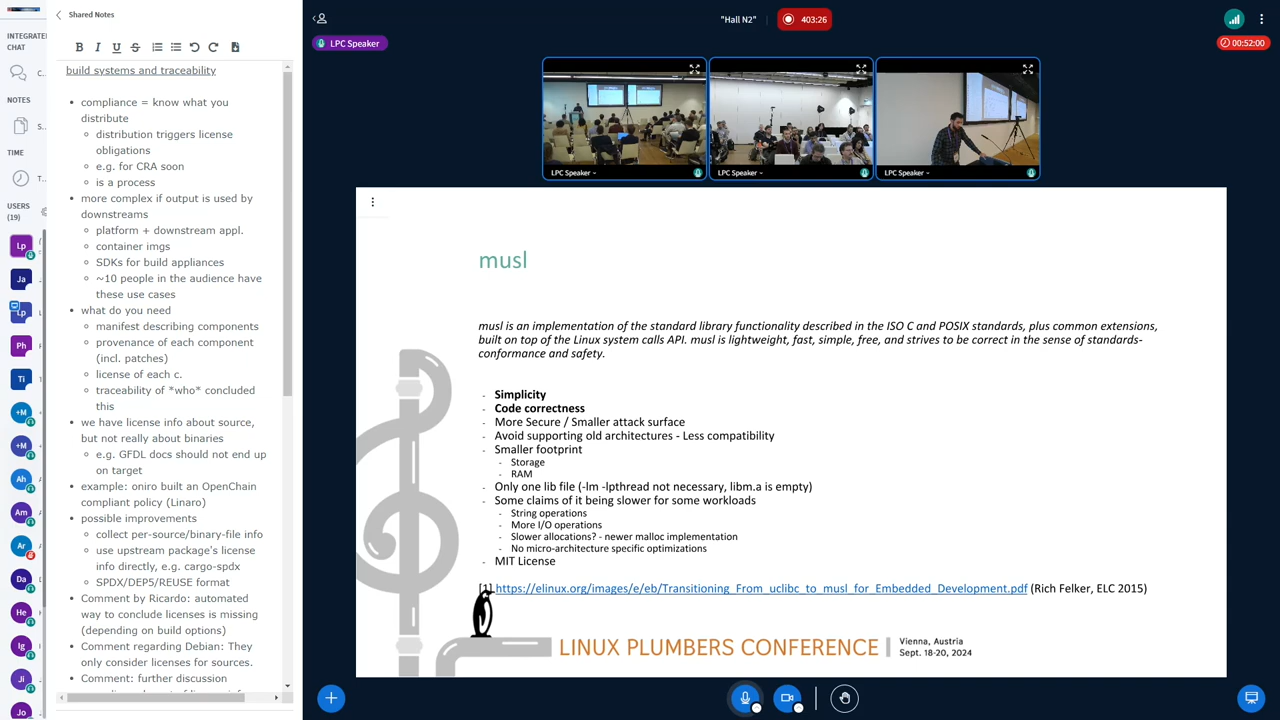 Shared Notes
INTEGRATE
CHAT
C...
NOTES
S...
TIME
T...
USERS
(19)
Lp
Ja
Lp
Ph
Ti
+M
+M
Ah
Am
Ar
Da
He
Ig
Ji
Jo
build systems and traceability
compliance = know what you
distribute
distribution triggers license
obligations
e.g. for CRA soon
is a process
more complex if output is used by
downstreams
platform + downstream appl.
container imgs
SDKs for build appliances
~10 people in the audience have
these use cases
what do you need
manifest describing components
provenance of each component
(incl. patches)
license of each c.
traceability of *who* concluded
this
we have license info about source,
but not really about binaries
e.g. GFDL docs should not end up
on target
example: oniro built an OpenChain
compliant policy (Linaro)
possible improvements
collect per-source/binary-file info
use upstream package's license
info directly, e.g. cargo-spdx
SPDX/DEP5/REUSE format
Comment by Ricardo: automated
way to conclude licenses is missing
(depending on build options)
Comment regarding Debian: They
only consider licenses for sources.
Comment: further discussion
"Hall N2"
403:26
LPC Speaker
00:52:00
LPC Speaker
LPC Speaker
LPC Speaker
musl
musl is an implementation of the standard library functionality described in the ISO C and POSIX standards, plus common extensions,
built on top of the Linux system calls API. musl is lightweight, fast, simple, free, and strives to be correct in the sense of standards-
conformance and safety.
- Simplicity
- Code correctness
- More Secure / Smaller attack surface
- Avoid supporting old architectures - Less compatibility
- Smaller footprint
- Storage
- RAM
- Only one lib file (-lm -lpthread not necessary, libm.a is empty)
- Some claims of it being slower for some workloads
- String operations
- More I/O operations
- Slower allocations? - newer malloc implementation
- No micro-architecture specific optimizations
- MIT License
[1] https://elinux.org/images/e/eb/Transitioning_From_uclibc_to_musl_for_Embedded_Development.pdf (Rich Felker, ELC 2015)
LINUX PLUMBERS CONFERENCE
Vienna, Austria
Sept. 18-20, 2024